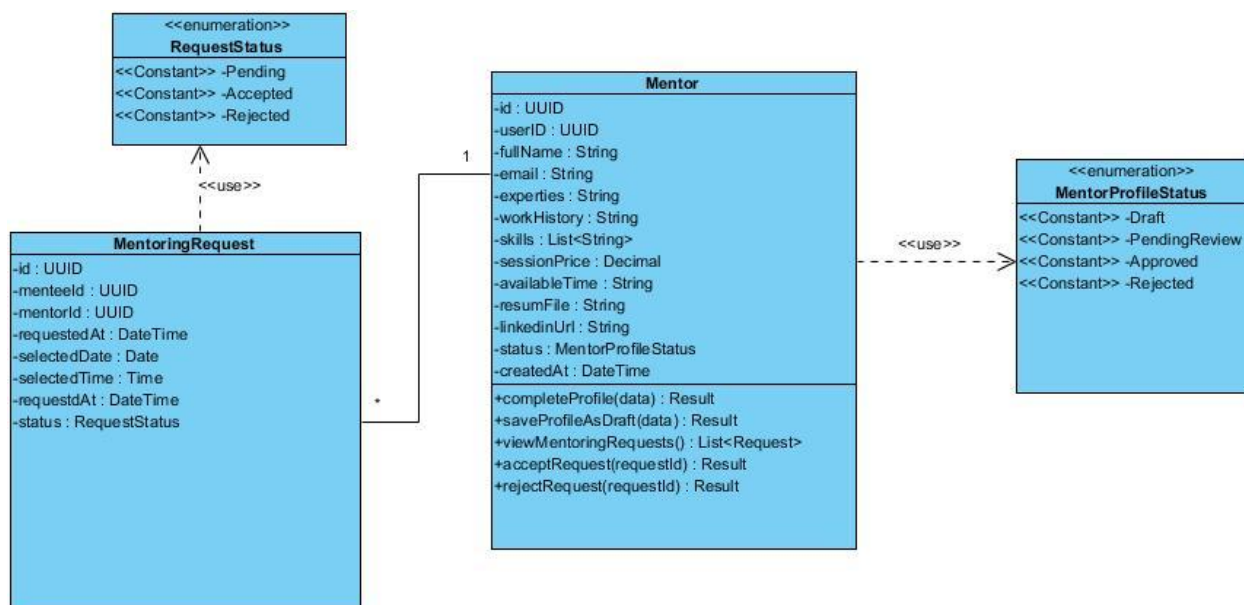 <<enumeration>>
RequestStatus
<<Constant>> -Pending
<<Constant>> -Accepted
<<Constant>> -Rejected
<<use>>
MentoringRequest
-id : UUID
-menteeId : UUID
-mentorId : UUID
-requestedAt : DateTime
-selectedDate : Date
-selectedTime : Time
-requestdAt : DateTime
-status : RequestStatus
*
1
Mentor
-id : UUID
-userID : UUID
-fullName : String
-email : String
-experties : String
-workHistory : String
-skills : List<String>
-sessionPrice : Decimal
-availableTime : String
-resumFile : String
-linkedinUrl : String
-status : MentorProfileStatus
-createdAt : DateTime
+completeProfile(data) : Result
+saveProfileAsDraft(data) : Result
+viewMentoringRequests() : List<Request>
+acceptRequest(requestId) : Result
+rejectRequest(requestId) : Result
<<use>>
<<enumeration>>
MentorProfileStatus
<<Constant>> -Draft
<<Constant>> -PendingReview
<<Constant>> -Approved
<<Constant>> -Rejected